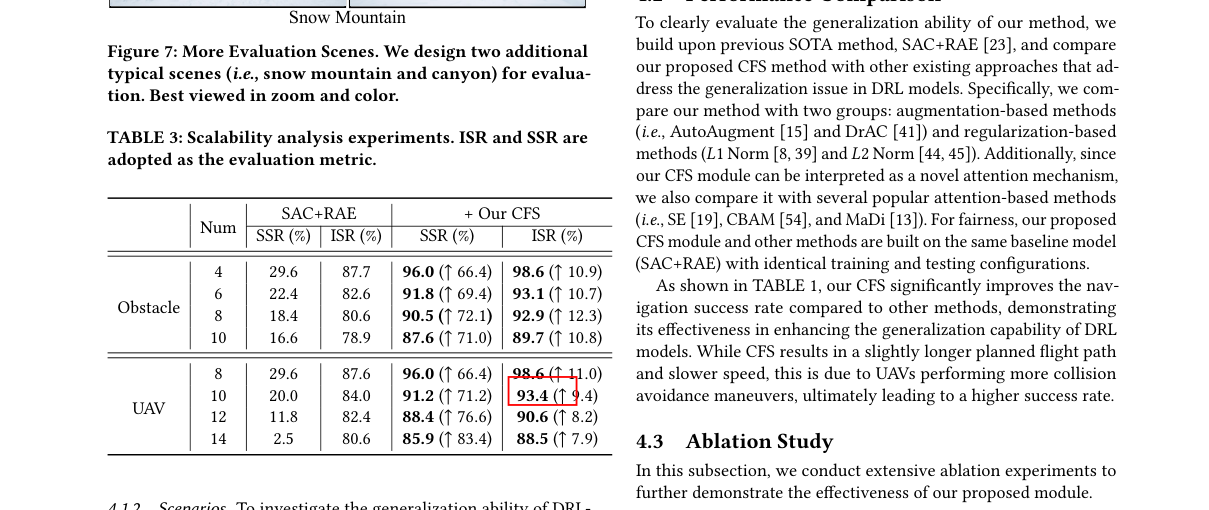 Snow Mountain
Figure 7: More Evaluation Scenes. We design two additional
typical scenes (i.e., snow mountain and canyon) for evalua-
tion. Best viewed in zoom and color.
TABLE 3: Scalability analysis experiments. ISR and SSR are
adopted as the evaluation metric.
Num SAC+RAE + Our CFS
SSR (%) ISR (%) SSR (%) ISR (%)
Obstacle
4 29.6 87.7 96.0 (↑ 66.4) 98.6 (↑ 10.9)
6 22.4 82.6 91.8 (↑ 69.4) 93.1 (↑ 10.7)
8 18.4 80.6 90.5 (↑ 72.1) 92.9 (↑ 12.3)
10 16.6 78.9 87.6 (↑ 71.0) 89.7 (↑ 10.8)
UAV
8 29.6 87.6 96.0 (↑ 66.4) 98.6 (↑ 11.0)
10 20.0 84.0 91.2 (↑ 71.2) 93.4 (↑ 9.4)
12 11.8 82.4 88.4 (↑ 76.6) 90.6 (↑ 8.2)
14 2.5 80.6 85.9 (↑ 83.4) 88.5 (↑ 7.9)
4.1.2 Scenarios. To investigate the generalization ability of DRL-
4.2 Performance Comparison
To clearly evaluate the generalization ability of our method, we
build upon previous SOTA method, SAC+RAE [23], and compare
our proposed CFS method with other existing approaches that ad-
dress the generalization issue in DRL models. Specifically, we com-
pare our method with two groups: augmentation-based methods
(i.e., AutoAugment [15] and DrAC [41]) and regularization-based
methods (L1 Norm [8, 39] and L2 Norm [44, 45]). Additionally, since
our CFS module can be interpreted as a novel attention mechanism,
we also compare it with several popular attention-based methods
(i.e., SE [19], CBAM [54], and MaDi [13]). For fairness, our proposed
CFS module and other methods are built on the same baseline model
(SAC+RAE) with identical training and testing configurations.
As shown in TABLE 1, our CFS significantly improves the nav-
igation success rate compared to other methods, demonstrating
its effectiveness in enhancing the generalization capability of DRL
models. While CFS results in a slightly longer planned flight path
and slower speed, this is due to UAVs performing more collision
avoidance maneuvers, ultimately leading to a higher success rate.
4.3 Ablation Study
In this subsection, we conduct extensive ablation experiments to
further demonstrate the effectiveness of our proposed module.